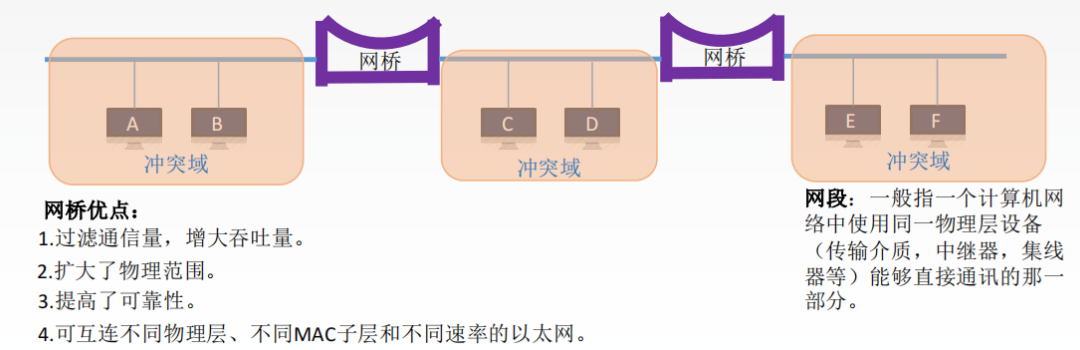 网桥
网桥
A
B
C
D
E
F
冲突域
冲突域
冲突域
网桥优点：
1.过滤通信量，增大吞吐量。
2.扩大了物理范围。
3.提高了可靠性。
4.可互连不同物理层、不同MAC子层和不同速率的以太网。
网段：一般指一个计算机网
络中使用同一物理层设备
（传输介质，中继器，集线
器等）能够直接通讯的那一
部分。